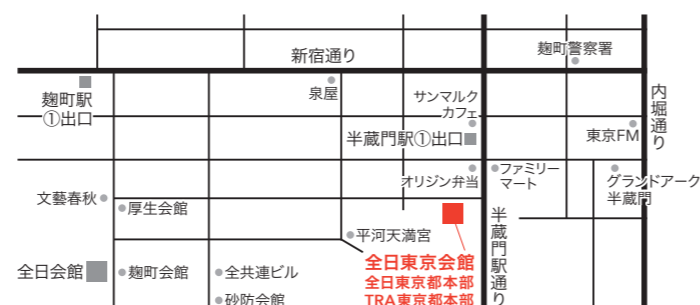 新宿通り
麹町警察署
麹町駅
①出口
泉屋
サンマルク
カフェ
内堀通り
半蔵門駅①出口
東京FM
オリジン弁当
ファミリー
マート
グランドアーク
半蔵門
文藝春秋
厚生会館
平河天満宮
半蔵門駅通り
全日会館
麹町会館
全共連ビル
砂防会館
全日東京会館
全日東京都本部
TRA東京都本部